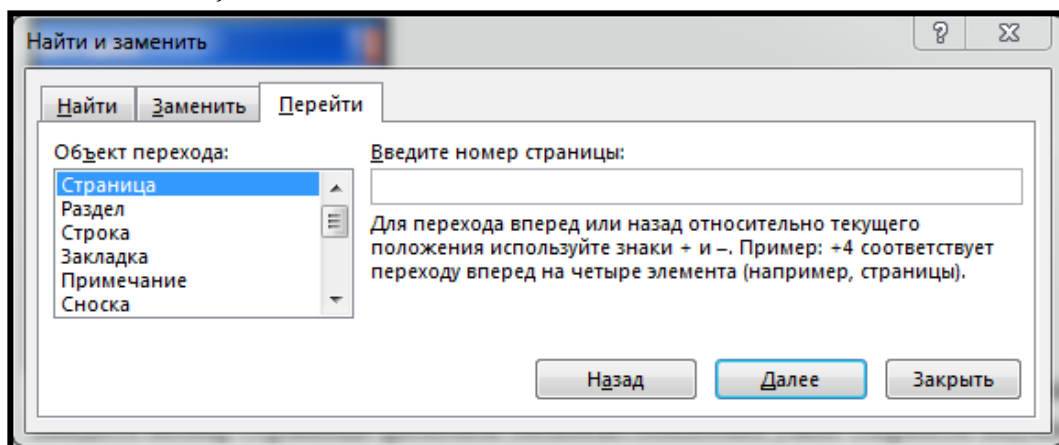 Найти и заменить
Найти Заменить Перейти
Объект перехода:
Страница
Раздел
Строка
Закладка
Примечание
Сноска
Введите номер страницы:
Для перехода вперед или назад относительно текущего
положения используйте знаки + и –. Пример: +4 соответствует
переходу вперед на четыре элемента (например, страницы).
Назад Далее Закрыть